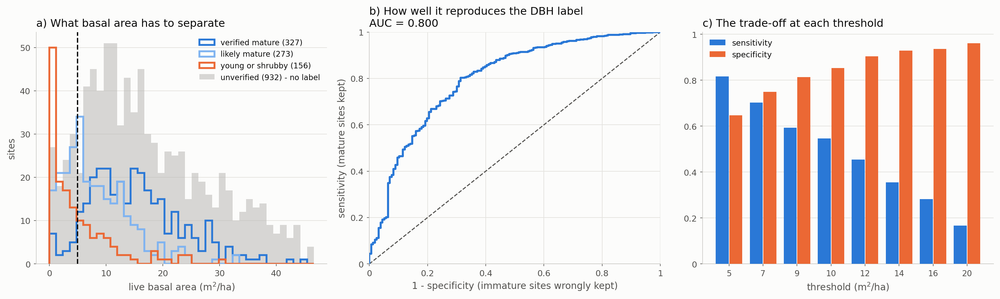 a) What basal area has to separate
50
40
30
20
10
0
sites
verified mature (327)
likely mature (273)
young or shrubby (156)
unverified (932) - no label
0 10 20 30 40
live basal area (m²/ha)
b) How well it reproduces the DBH label
AUC = 0.800
1
0.8
0.6
0.4
0.2
0
sensitivity (mature sites kept)
0 0.2 0.4 0.6 0.8 1
1 - specificity (immature sites wrongly kept)
c) The trade-off at each threshold
1
0.8
0.6
0.4
0.2
0
sensitivity
specificity
5 7 9 10 12 14 16 20
threshold (m²/ha)